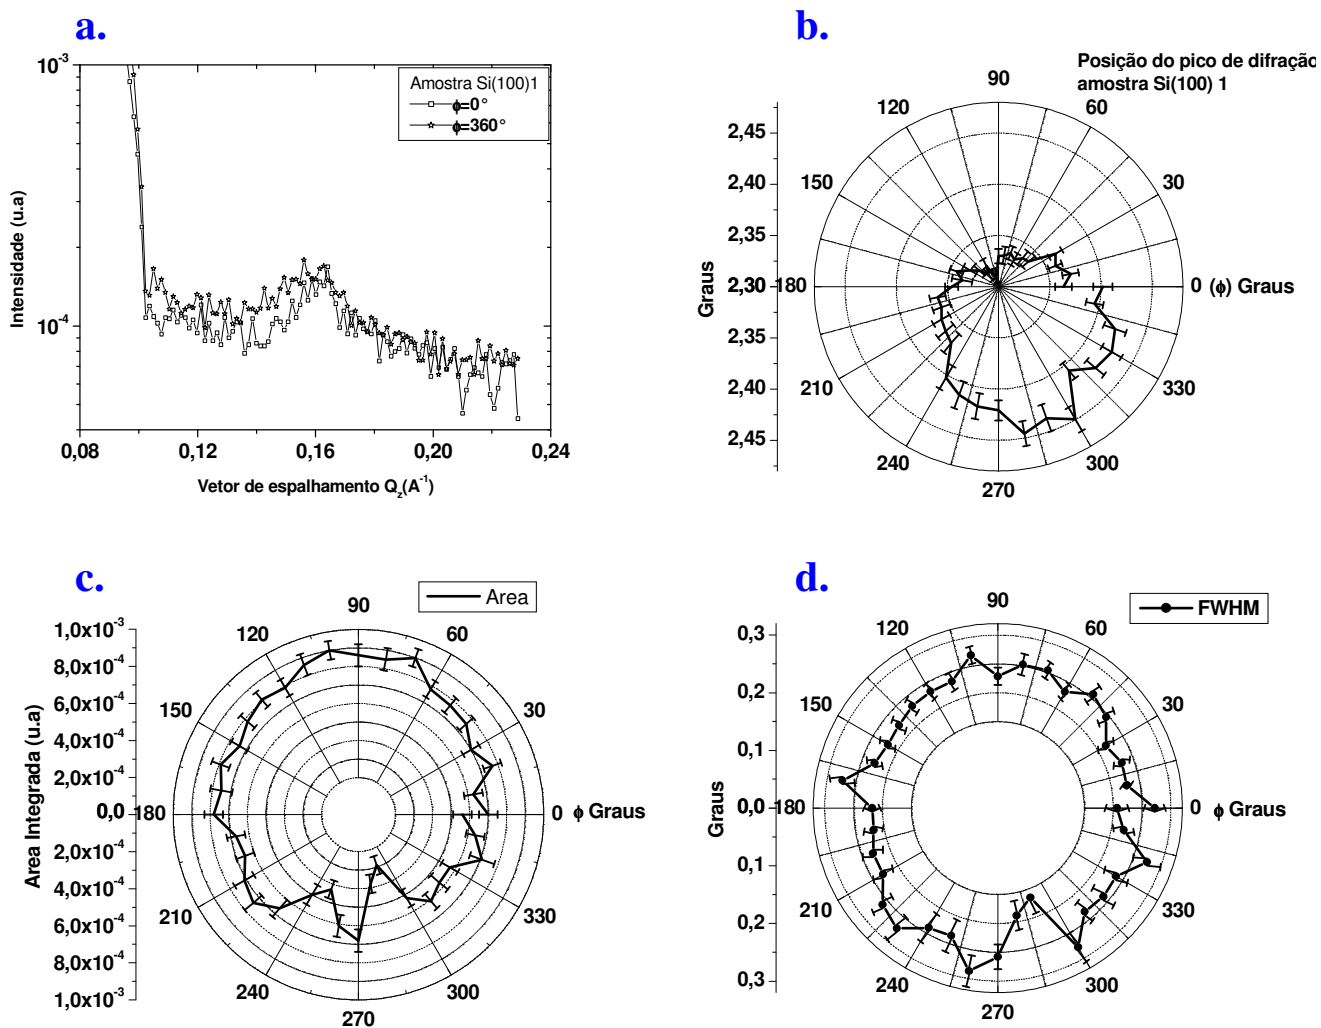 a.
10⁻³
10⁻⁴
Intensidade (u.a)
Amostra Si(100)1
ϕ=0°
ϕ=360°
0,08
0,12
0,16
0,20
0,24
Vetor de espalhamento Q_z(A⁻¹)
b.
Posição do pico de difração
amostra Si(100) 1
2,45
2,40
2,35
2,30
2,35
2,40
2,45
Graus
90
120
60
150
30
180
0 (ϕ) Graus
210
330
240
300
270
c.
Area
1,0x10⁻³
8,0x10⁻⁴
6,0x10⁻⁴
4,0x10⁻⁴
2,0x10⁻⁴
0,0
2,0x10⁻⁴
4,0x10⁻⁴
6,0x10⁻⁴
8,0x10⁻⁴
1,0x10⁻³
Area Integrada (u.a)
90
120
60
150
30
180
0 ϕ Graus
210
330
240
300
270
d.
FWHM
0,3
0,2
0,1
0,0
0,1
0,2
0,3
Graus
90
120
60
150
30
180
0 ϕ Graus
210
330
240
300
270